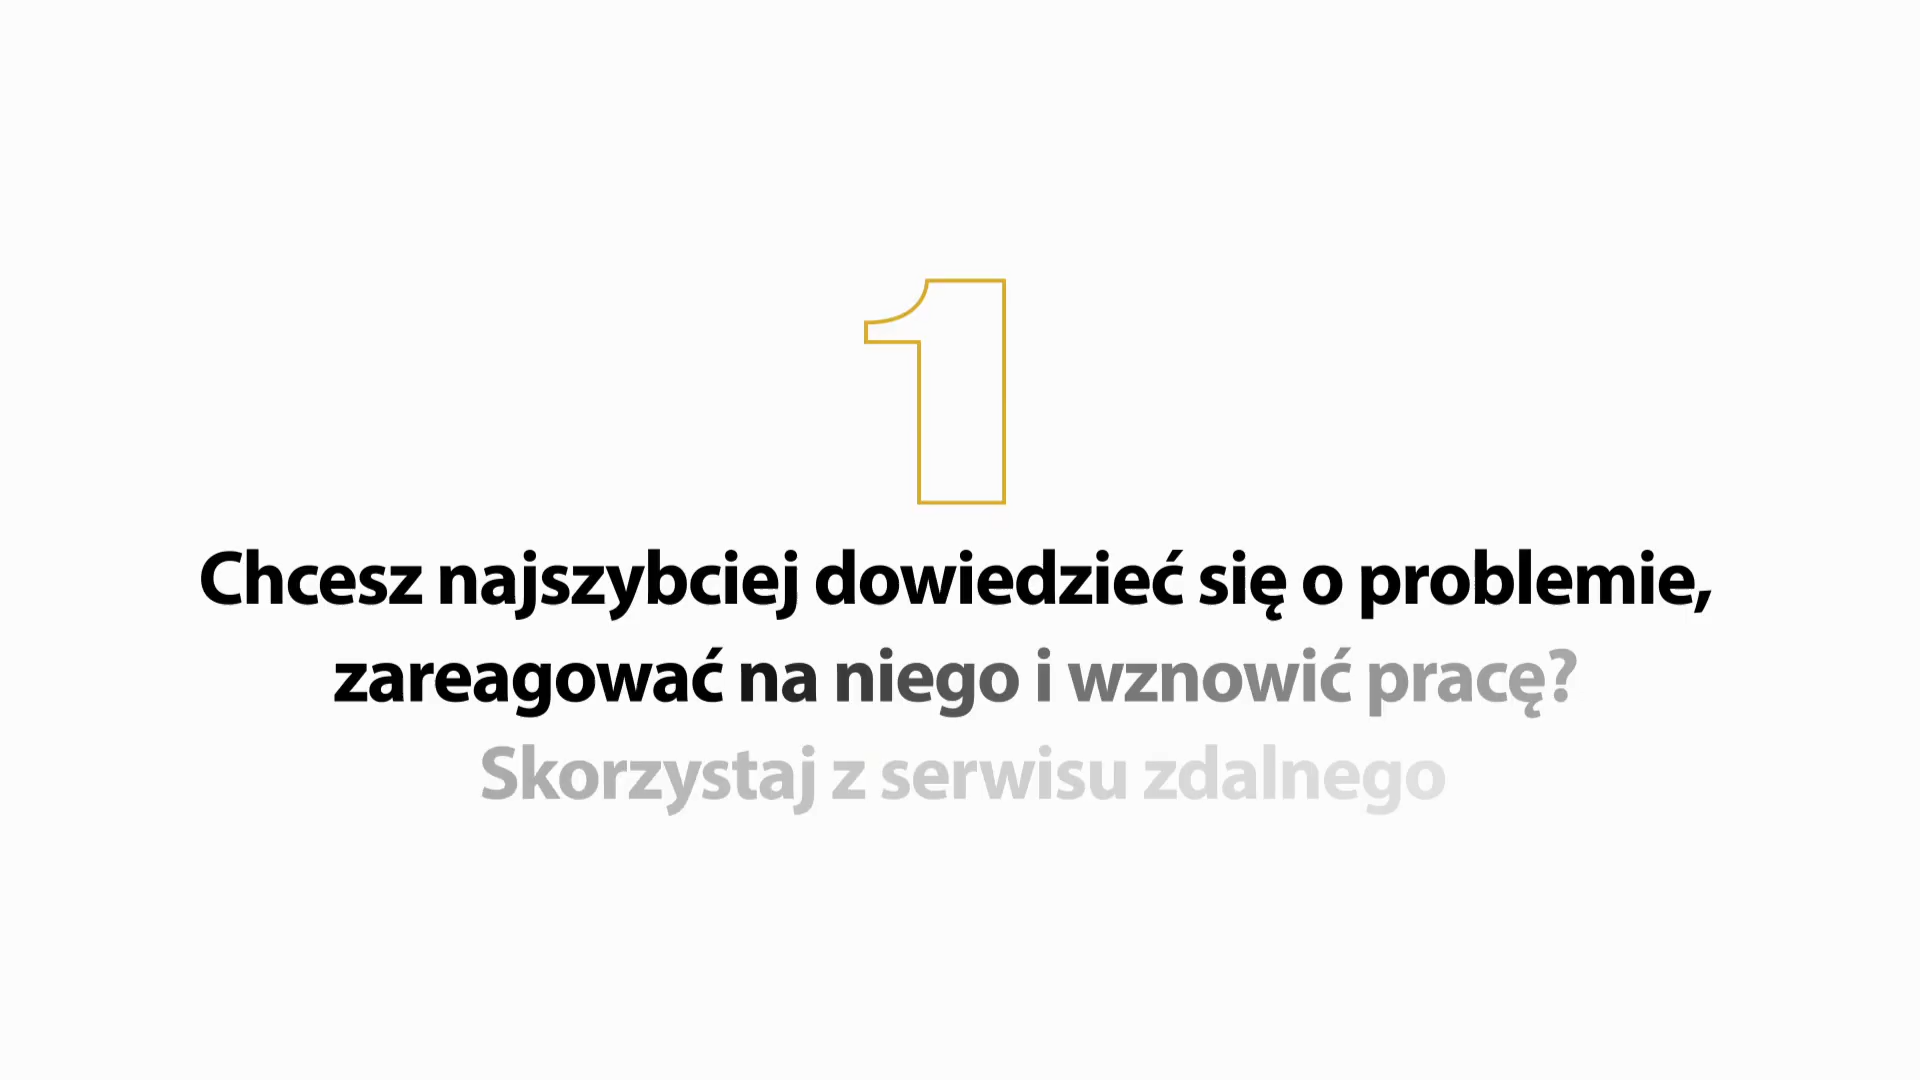 1
Chcesz najszybciej dowiedzieć się o problemie,
zareagować na niego i wznowić pracę?
Skorzystaj z serwisu zdalnego